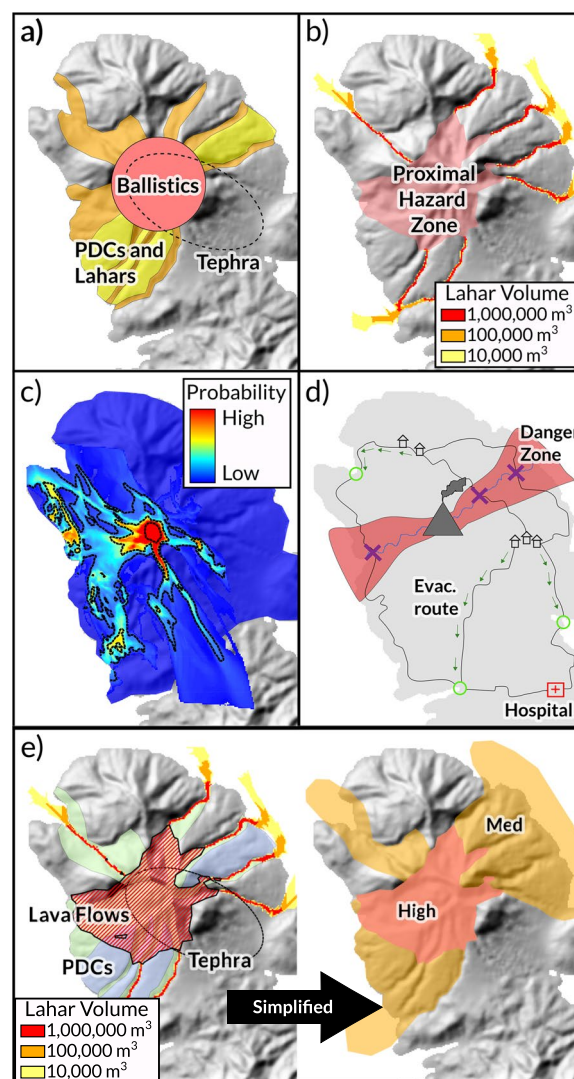 a)
Ballistics
PDCs and
Lahars
Tephra
b)
Proximal
Hazard
Zone
Lahar Volume
1,000,000 m³
100,000 m³
10,000 m³
c)
Probability
High
Low
d)
Danger
Zone
Evac.
route
Hospital
e)
Lava Flows
PDCs
Tephra
Lahar Volume
1,000,000 m³
100,000 m³
10,000 m³
Simplified
Med
High